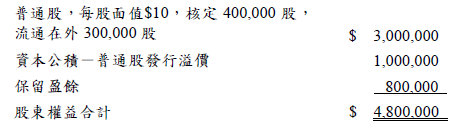 普通股，每股面值$10，核定 400,000 股，
流通在外 300,000 股 $ 3,000,000
資本公積－普通股發行溢價 1,000,000
保留盈餘 800,000
股東權益合計 $ 4,800,000